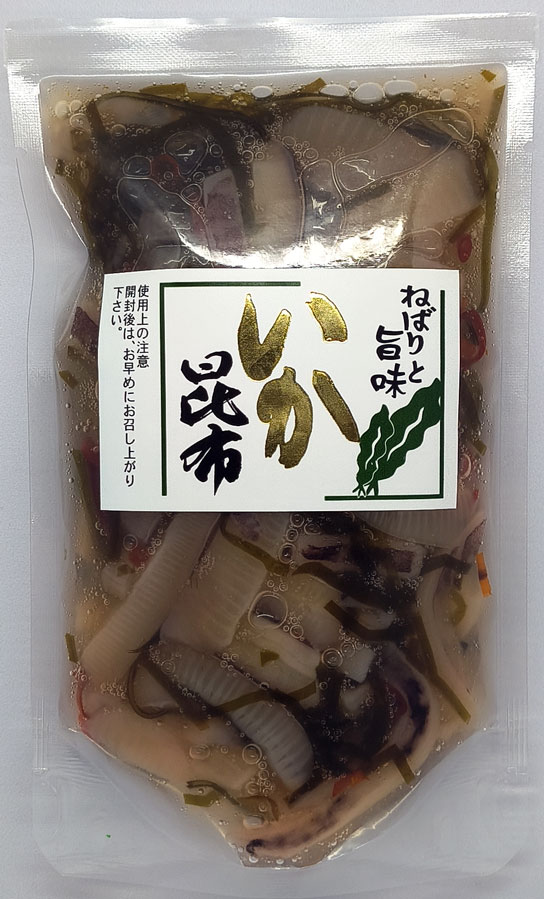 ねばりと
旨味
いか
昆布
使用上の注意
開封後は、お早めにお召し上がり
下さい。